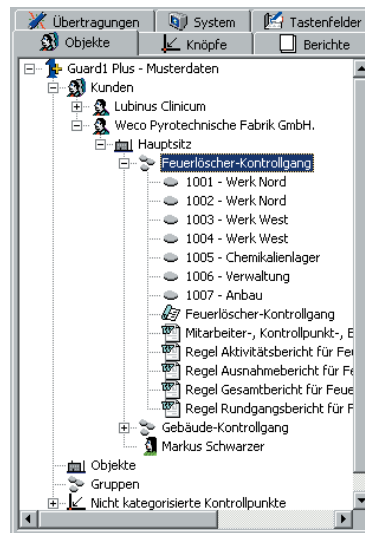 Übertragungen System Tastenfelder
Objekte Knöpfe Berichte
Guard1 Plus - Musterdaten
Kunden
Lubinus Clinicum
Weco Pyrotechnische Fabrik GmbH.
Hauptsitz
Feuerlöscher-Kontrollgang
1001 - Werk Nord
1002 - Werk Nord
1003 - Werk West
1004 - Werk West
1005 - Chemikalienlager
1006 - Verwaltung
1007 - Anbau
Feuerlöscher-Kontrollgang
Mitarbeiter-, Kontrollpunkt-, E
Regel Aktivitätsbericht für Feu
Regel Ausnahmebericht für Fe
Regel Gesamtbericht für Feue
Regel Rundgangsbericht für F
Gebäude-Kontrollgang
Markus Schwarzer
Objekte
Gruppen
Nicht kategorisierte Kontrollpunkte